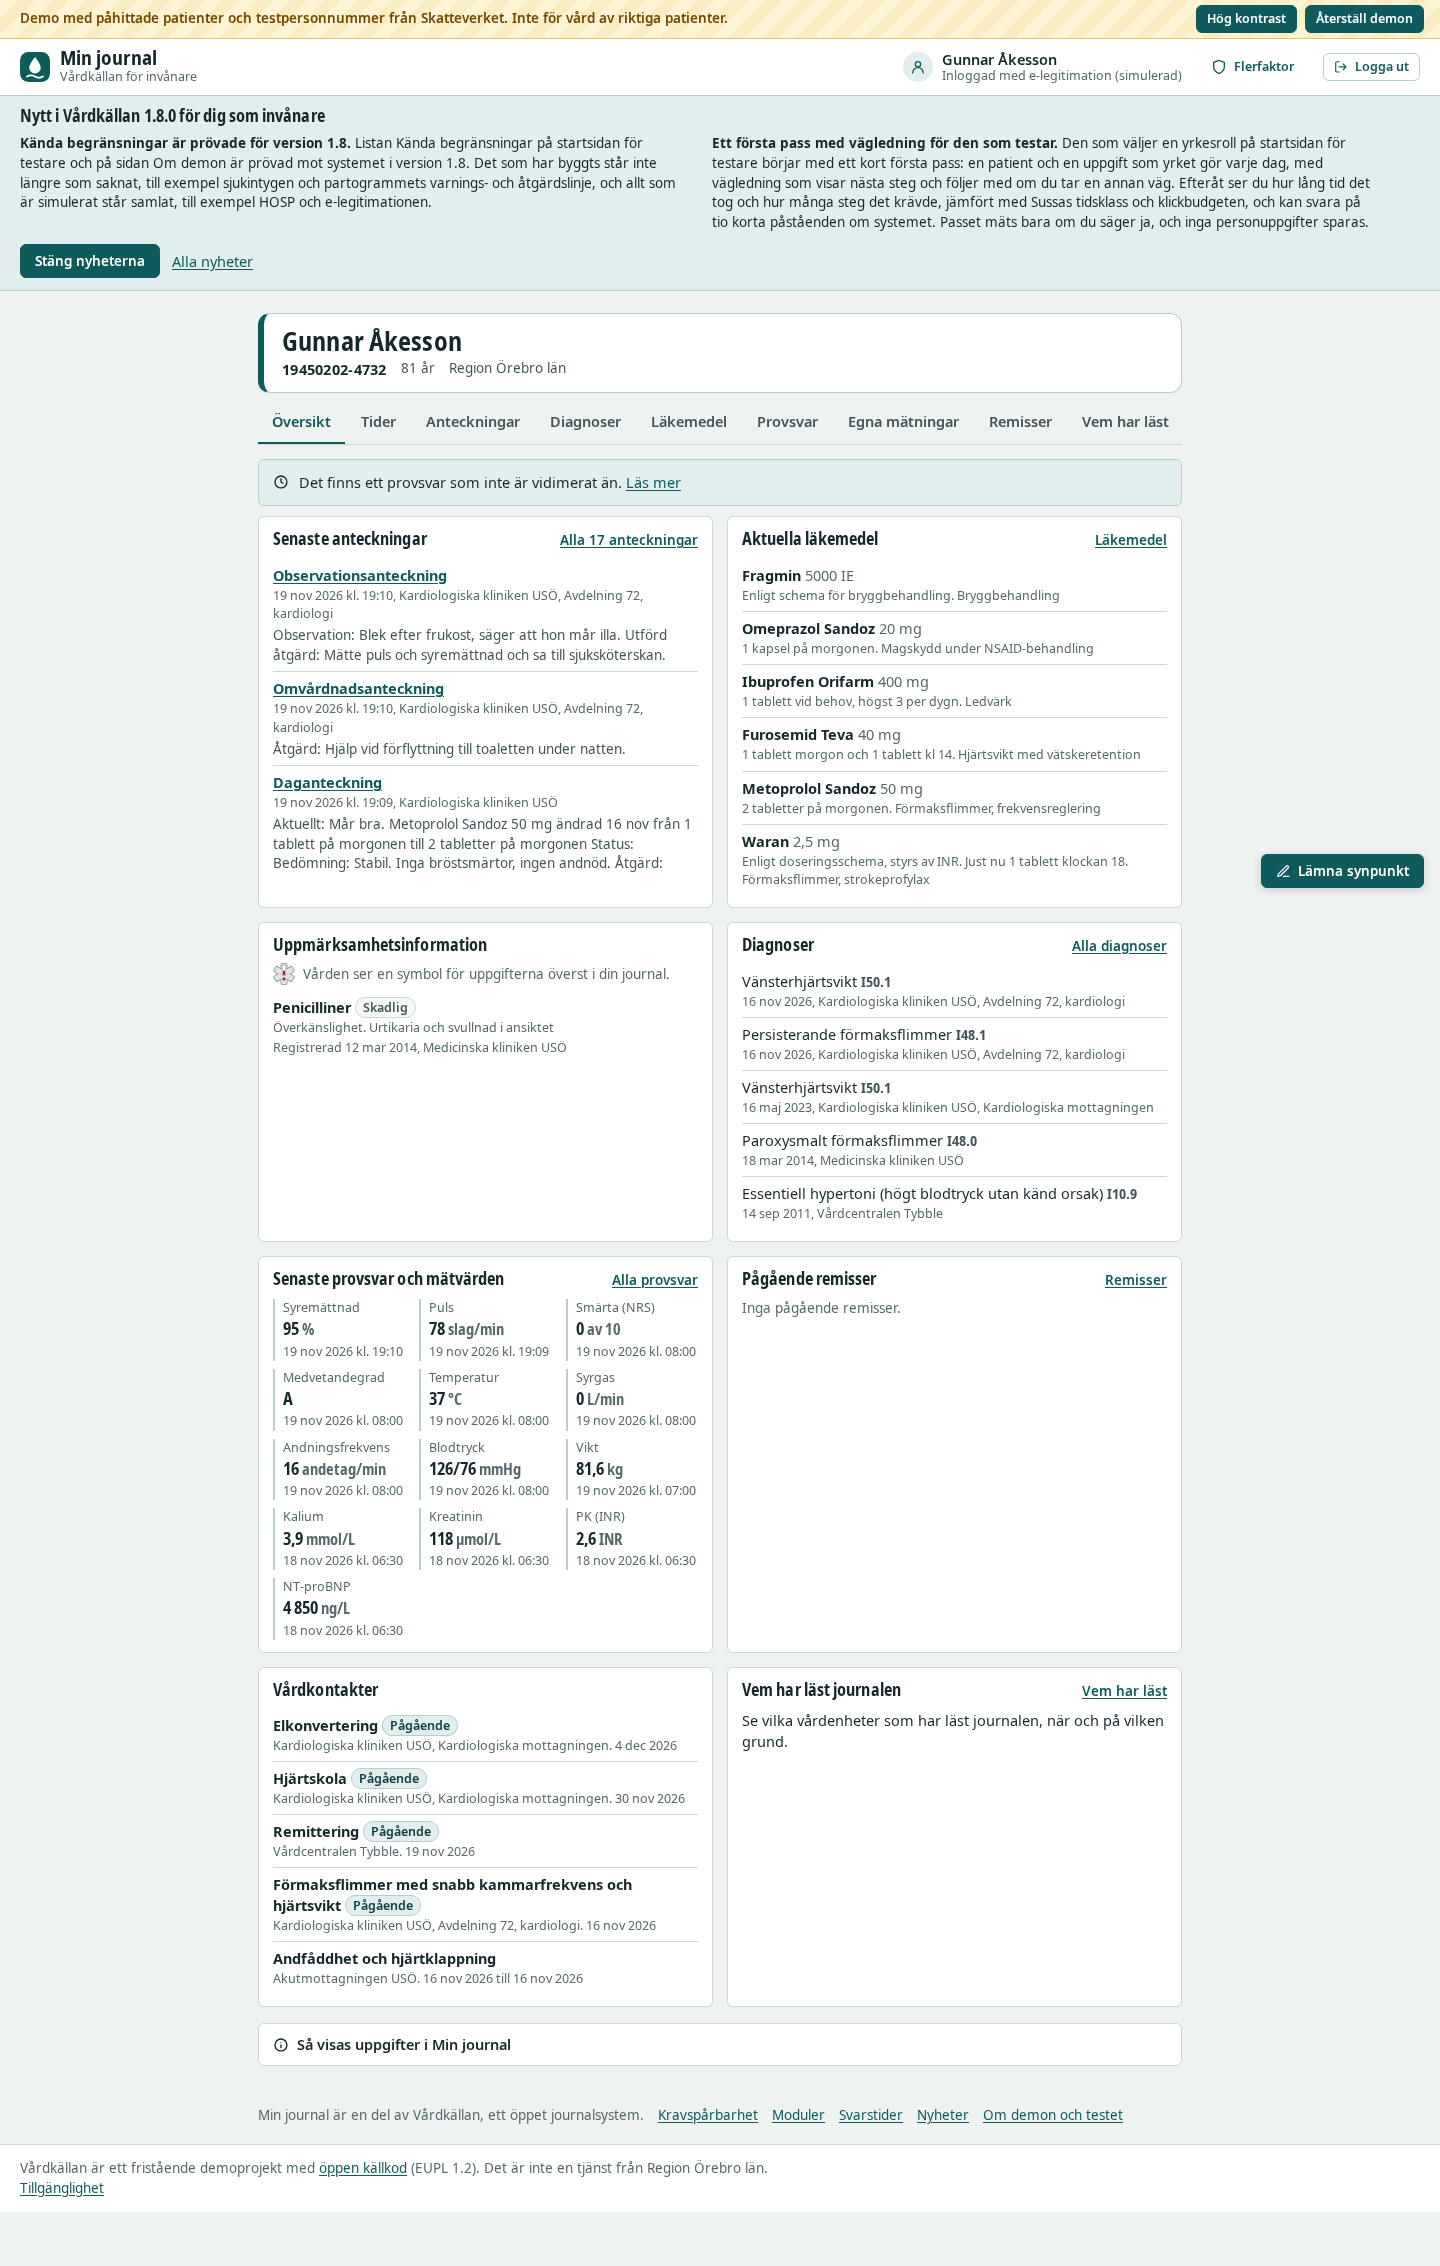 Demo med påhittade patienter och testpersonnummer från Skatteverket. Inte för vård av riktiga patienter.
Hög kontrast
Återställ demon
Min journal
Vårdkällan för invånare
Gunnar Åkesson
Inloggad med e-legitimation (simulerad)
Flerfaktor
Logga ut
Nytt i Vårdkällan 1.8.0 för dig som invånare
Kända begränsningar är prövade för version 1.8. Listan Kända begränsningar på startsidan för
testare och på sidan Om demon är prövad mot systemet i version 1.8. Det som har byggts står inte
längre som saknat, till exempel sjukintygen och partogrammets varnings- och åtgärdslinje, och allt som
är simulerat står samlat, till exempel HOSP och e-legitimationen.
Ett första pass med vägledning för den som testar. Den som väljer en yrkesroll på startsidan för
testare börjar med ett kort första pass: en patient och en uppgift som yrket gör varje dag, med
vägledning som visar nästa steg och följer med om du tar en annan väg. Efteråt ser du hur lång tid det
tog och hur många steg det krävde, jämfört med Sussas tidsklass och klickbudgeten, och kan svara på
tio korta påståenden om systemet. Passet mäts bara om du säger ja, och inga personuppgifter sparas.
Stäng nyheterna
Alla nyheter
Gunnar Åkesson
19450202-4732 81 år Region Örebro län
Översikt
Tider
Anteckningar
Diagnoser
Läkemedel
Provsvar
Egna mätningar
Remisser
Vem har läst
Det finns ett provsvar som inte är vidimerat än. Läs mer
Senaste anteckningar
Alla 17 anteckningar
Observationsanteckning
19 nov 2026 kl. 19:10, Kardiologiska kliniken USÖ, Avdelning 72,
kardiologi
Observation: Blek efter frukost, säger att hon mår illa. Utförd
åtgärd: Mätte puls och syremättnad och sa till sjuksköterskan.
Omvårdnadsanteckning
19 nov 2026 kl. 19:10, Kardiologiska kliniken USÖ, Avdelning 72,
kardiologi
Åtgärd: Hjälp vid förflyttning till toaletten under natten.
Daganteckning
19 nov 2026 kl. 19:09, Kardiologiska kliniken USÖ
Aktuellt: Mår bra. Metoprolol Sandoz 50 mg ändrad 16 nov från 1
tablett på morgonen till 2 tabletter på morgonen Status:
Bedömning: Stabil. Inga bröstsmärtor, ingen andnöd. Åtgärd:
Aktuella läkemedel
Läkemedel
Fragmin 5000 IE
Enligt schema för bryggbehandling. Bryggbehandling
Omeprazol Sandoz 20 mg
1 kapsel på morgonen. Magskydd under NSAID-behandling
Ibuprofen Orifarm 400 mg
1 tablett vid behov, högst 3 per dygn. Ledvärk
Furosemid Teva 40 mg
1 tablett morgon och 1 tablett kl 14. Hjärtsvikt med vätskeretention
Metoprolol Sandoz 50 mg
2 tabletter på morgonen. Förmaksflimmer, frekvensreglering
Waran 2,5 mg
Enligt doseringsschema, styrs av INR. Just nu 1 tablett klockan 18.
Förmaksflimmer, strokeprofylax
Lämna synpunkt
Uppmärksamhetsinformation
Vården ser en symbol för uppgifterna överst i din journal.
Penicilliner Skadlig
Överkänslighet. Urtikaria och svullnad i ansiktet
Registrerad 12 mar 2014, Medicinska kliniken USÖ
Diagnoser
Alla diagnoser
Vänsterhjärtsvikt I50.1
16 nov 2026, Kardiologiska kliniken USÖ, Avdelning 72, kardiologi
Persisterande förmaksflimmer I48.1
16 nov 2026, Kardiologiska kliniken USÖ, Avdelning 72, kardiologi
Vänsterhjärtsvikt I50.1
16 maj 2023, Kardiologiska kliniken USÖ, Kardiologiska mottagningen
Paroxysmalt förmaksflimmer I48.0
18 mar 2014, Medicinska kliniken USÖ
Essentiell hypertoni (högt blodtryck utan känd orsak) I10.9
14 sep 2011, Vårdcentralen Tybble
Senaste provsvar och mätvärden
Alla provsvar
Syremättnad
95 %
19 nov 2026 kl. 19:10
Puls
78 slag/min
19 nov 2026 kl. 19:09
Smärta (NRS)
0 av 10
19 nov 2026 kl. 08:00
Medvetandegrad
A
19 nov 2026 kl. 08:00
Temperatur
37 °C
19 nov 2026 kl. 08:00
Syrgas
0 L/min
19 nov 2026 kl. 08:00
Andningsfrekvens
16 andetag/min
19 nov 2026 kl. 08:00
Blodtryck
126/76 mmHg
19 nov 2026 kl. 08:00
Vikt
81,6 kg
19 nov 2026 kl. 07:00
Kalium
3,9 mmol/L
18 nov 2026 kl. 06:30
Kreatinin
118 µmol/L
18 nov 2026 kl. 06:30
PK (INR)
2,6 INR
18 nov 2026 kl. 06:30
NT-proBNP
4 850 ng/L
18 nov 2026 kl. 06:30
Pågående remisser
Remisser
Inga pågående remisser.
Vårdkontakter
Elkonvertering Pågående
Kardiologiska kliniken USÖ, Kardiologiska mottagningen. 4 dec 2026
Hjärtskola Pågående
Kardiologiska kliniken USÖ, Kardiologiska mottagningen. 30 nov 2026
Remittering Pågående
Vårdcentralen Tybble. 19 nov 2026
Förmaksflimmer med snabb kammarfrekvens och
hjärtsvikt Pågående
Kardiologiska kliniken USÖ, Avdelning 72, kardiologi. 16 nov 2026
Andfåddhet och hjärtklappning
Akutmottagningen USÖ. 16 nov 2026 till 16 nov 2026
Vem har läst journalen
Vem har läst
Se vilka vårdenheter som har läst journalen, när och på vilken
grund.
Så visas uppgifter i Min journal
Min journal är en del av Vårdkällan, ett öppet journalsystem. Kravspårbarhet Moduler Svarstider Nyheter Om demon och testet
Vårdkällan är ett fristående demoprojekt med öppen källkod (EUPL 1.2). Det är inte en tjänst från Region Örebro län.
Tillgänglighet